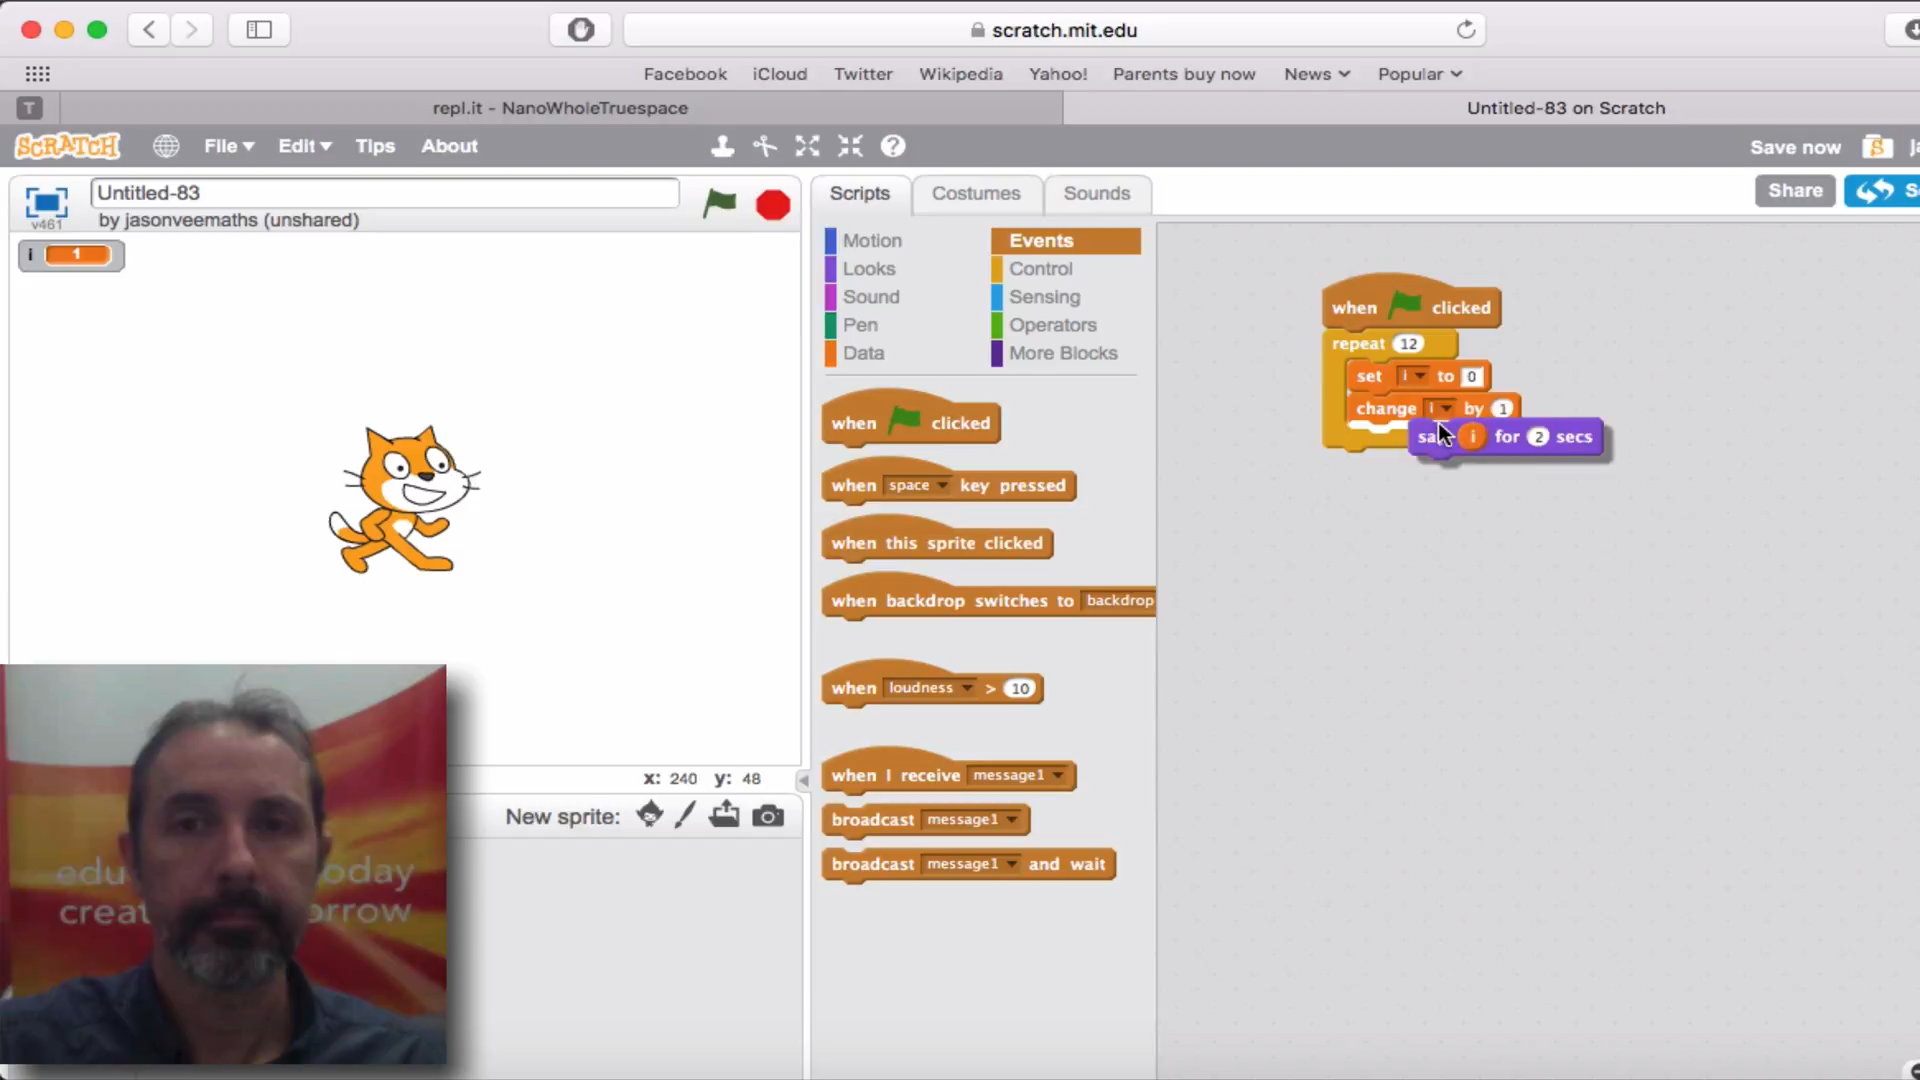 scratch.mit.edu
Facebook iCloud Twitter Wikipedia Yahoo! Parents buy now News Popular
T repl.it - NanoWholeTruespace Untitled-83 on Scratch
SCRATCH File Edit Tips About Save now
Untitled-83
v461 by jasonveemaths (unshared)
Scripts Costumes Sounds Share
i 1
Motion Events
Looks Control
Sound Sensing
Pen Operators
Data More Blocks
when clicked
when space key pressed
when this sprite clicked
when backdrop switches to backdrop
when loudness > 10
when I receive message1
broadcast message1
broadcast message1 and wait
when clicked
repeat 12
set i to 0
change i by 1
i for 2 secs
x: 240 y: 48
New sprite:
edu oday
creat orrow